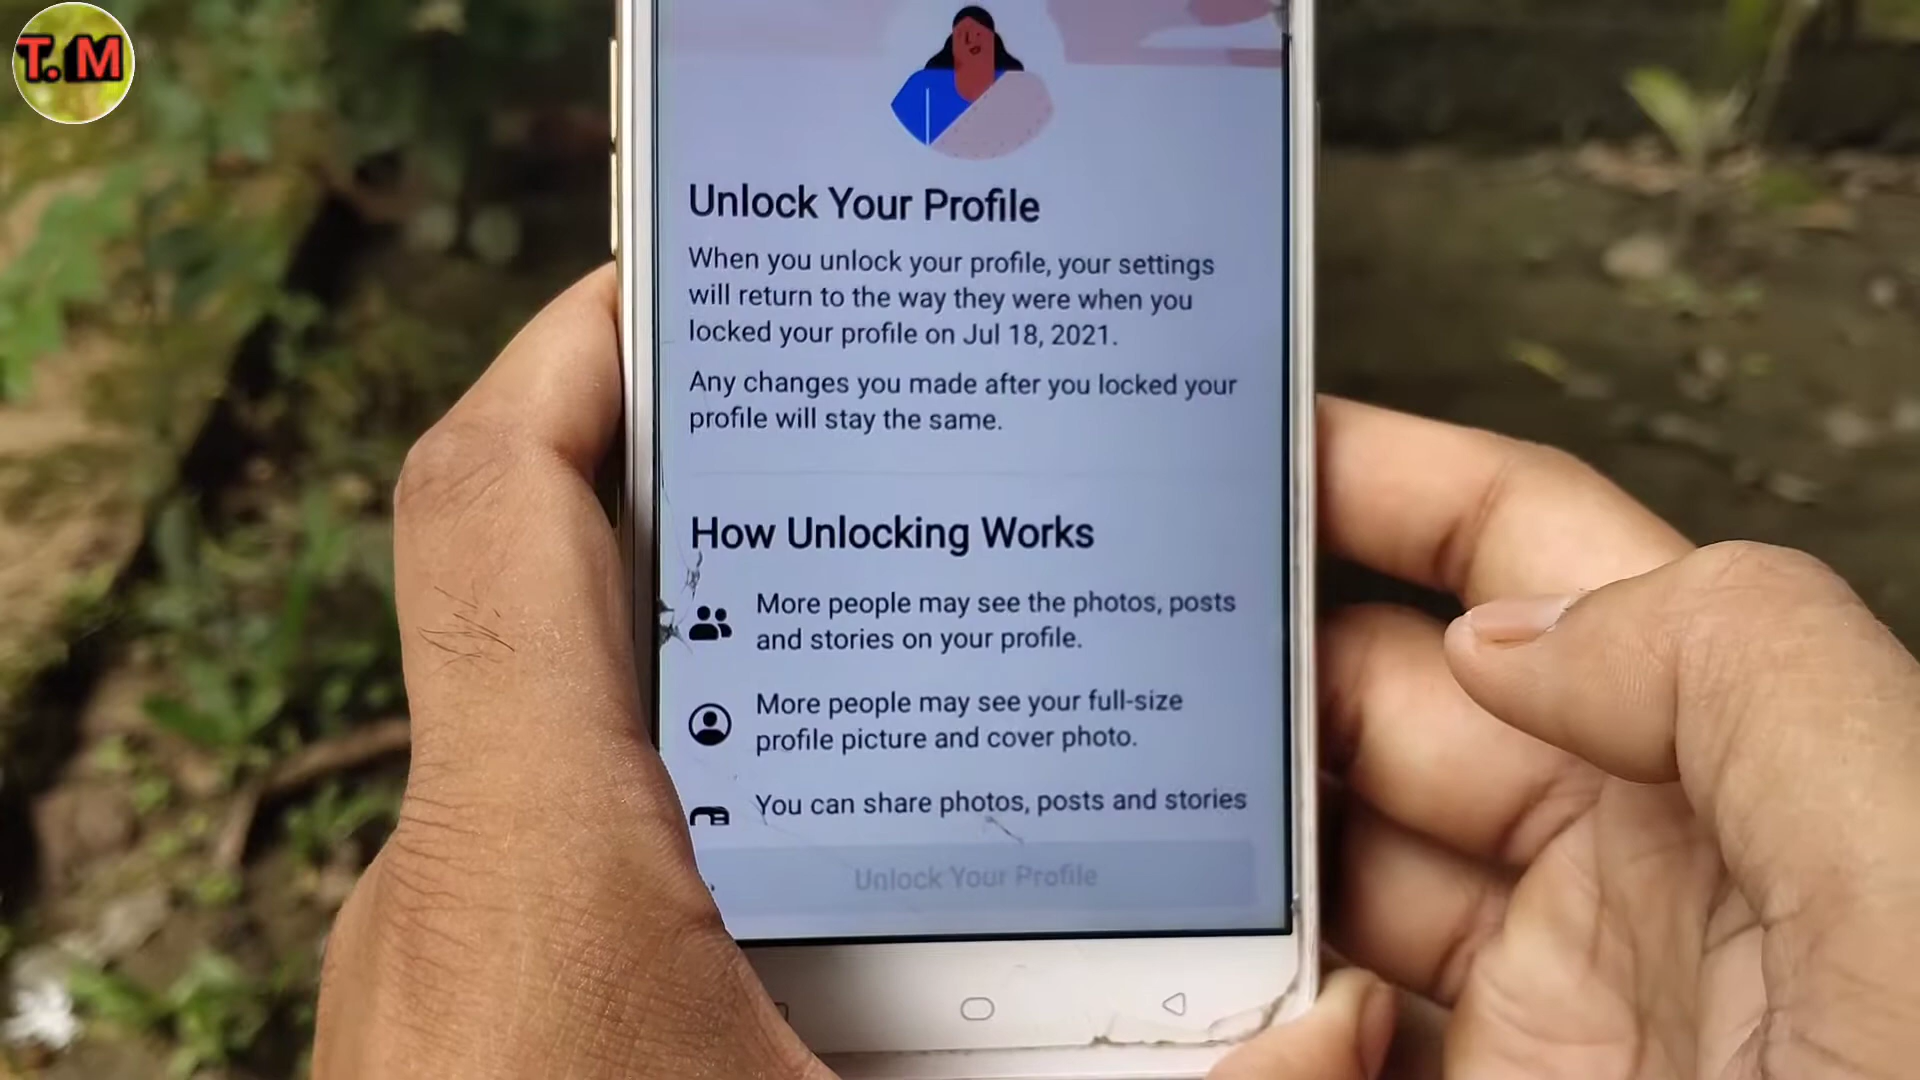 T. M
Unlock Your Profile
When you unlock your profile, your settings
will return to the way they were when you
locked your profile on Jul 18, 2021.
Any changes you made after you locked your
profile will stay the same.
How Unlocking Works
More people may see the photos, posts
and stories on your profile.
More people may see your full-size
profile picture and cover photo.
You can share photos, posts and stories
Unlock Your Profile